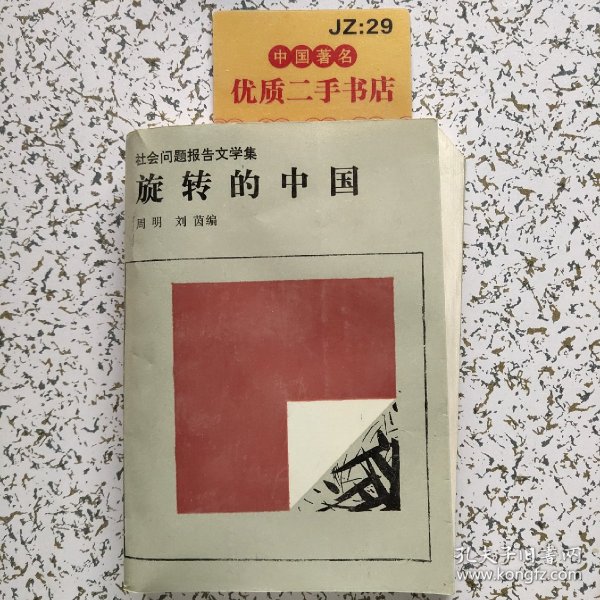 JZ:29
中国著名
优质二手书店
社会问题报告文学集
旋转的中国
周明 刘茵编
孔夫子旧书网
www.kongfz.com